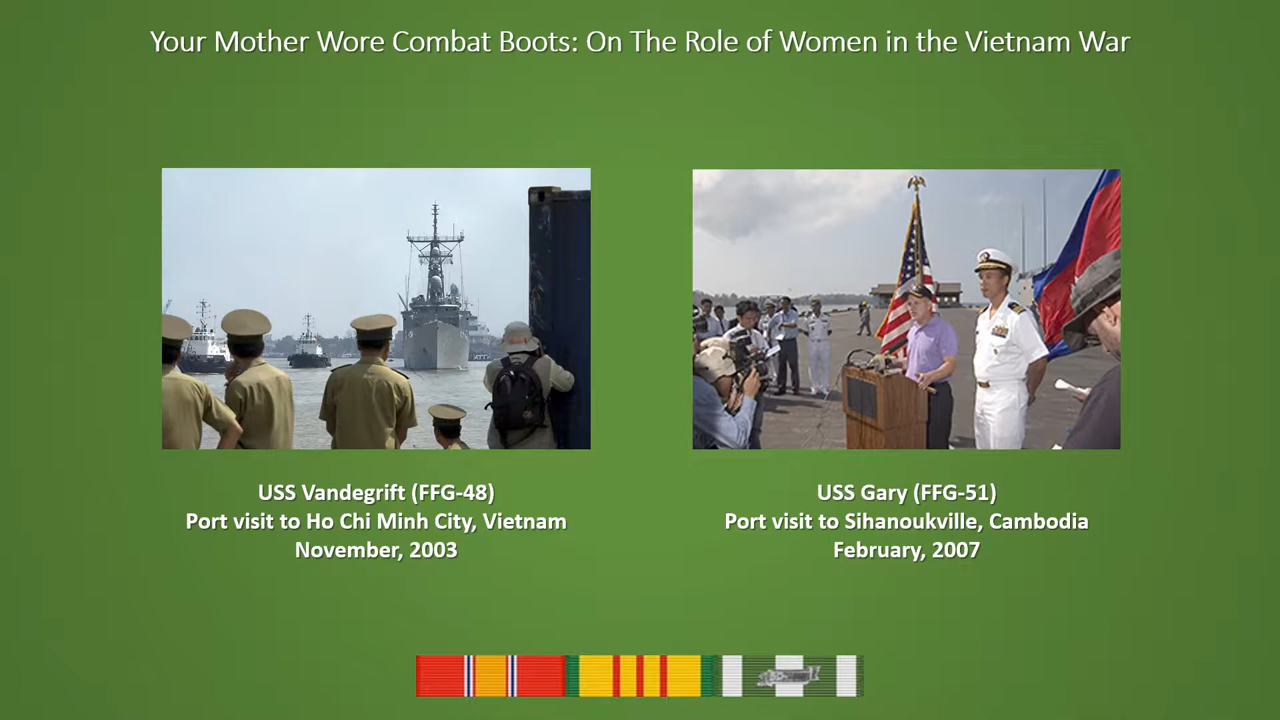 Your Mother Wore Combat Boots: On The Role of Women in the Vietnam War
USS Vandegrift (FFG-48)
Port visit to Ho Chi Minh City, Vietnam
November, 2003
USS Gary (FFG-51)
Port visit to Sihanoukville, Cambodia
February, 2007